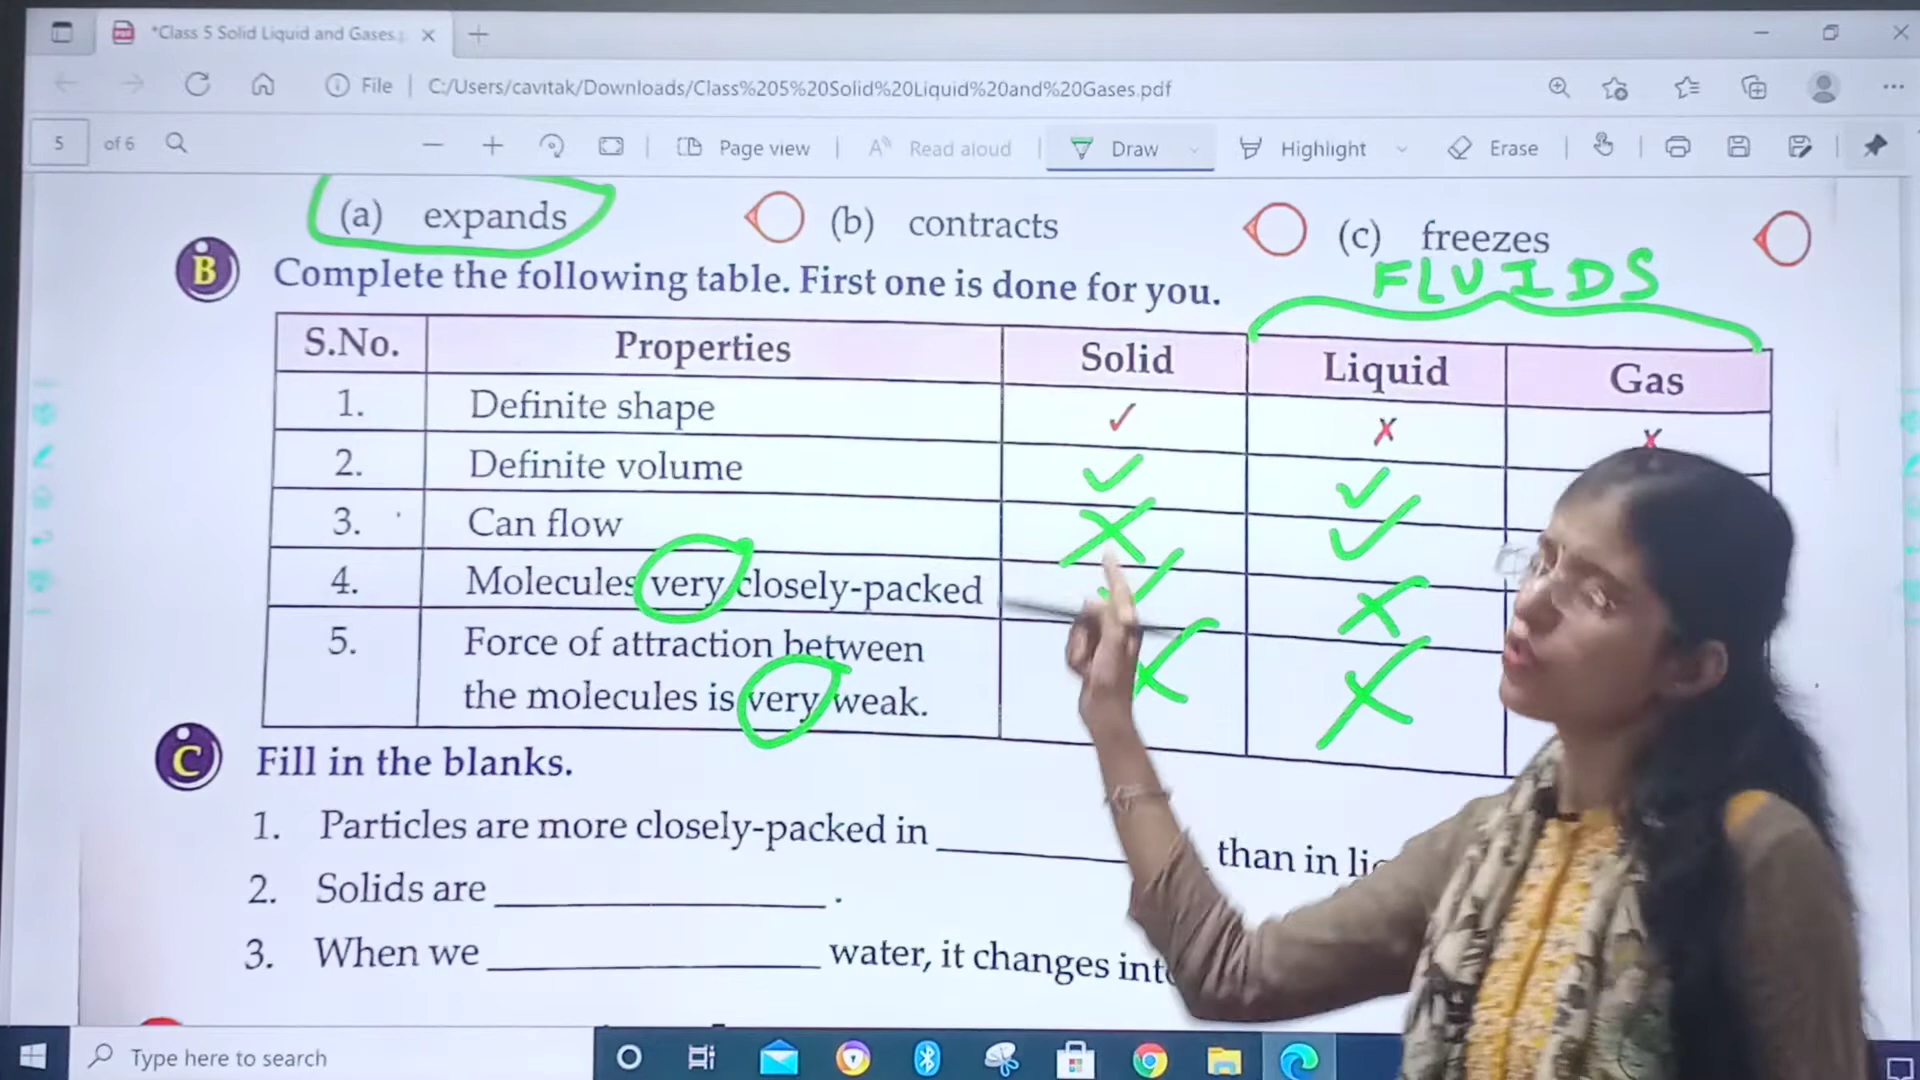 *Class 5 Solid Liquid and Gases.
File C:/Users/cavitak/Downloads/Class%205%20Solid%20Liquid%20and%20Gases.pdf
5 of 6 Page view Read aloud Draw Highlight Erase
(a) expands (b) contracts (c) freezes
FLUIDS
B Complete the following table. First one is done for you.
S.No. Properties Solid Liquid Gas
1. Definite shape ✓ ✗ ✗
2. Definite volume ✓ ✓
3. Can flow ✗ ✓
4. Molecules very closely-packed ✓ ✗
5. Force of attraction between
the molecules is very weak. ✗ ✗
C Fill in the blanks.
1. Particles are more closely-packed in ____________ than in
2. Solids are ____________.
3. When we ____________ water, it changes
Type here to search